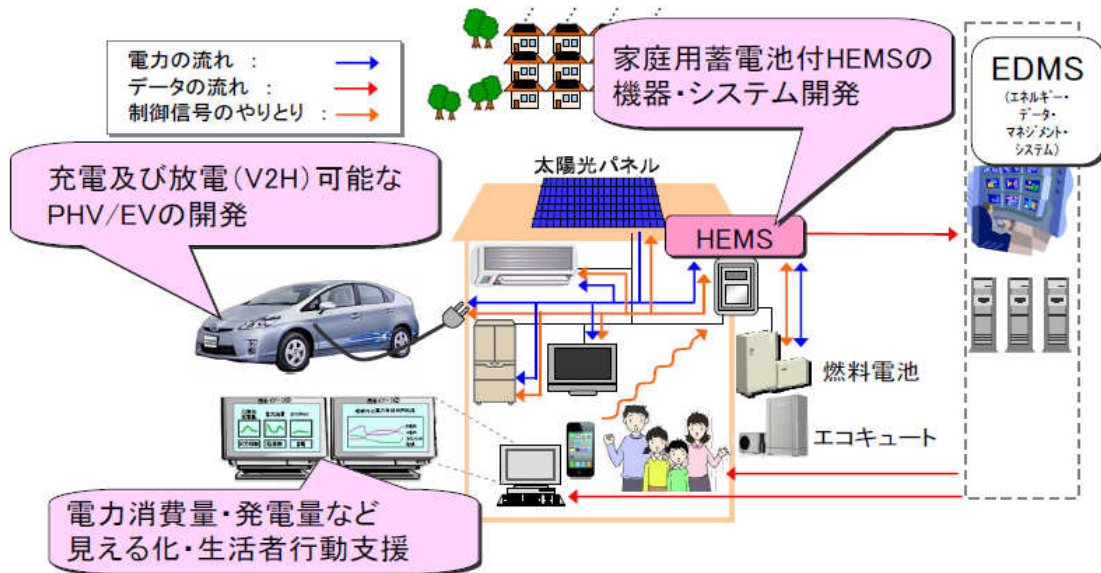 電力の流れ :
データの流れ :
制御信号のやりとり :
家庭用蓄電池付HEMSの
機器・システム開発
EDMS
(エネルギー・
データ・
マネジメント・
システム)
充電及び放電(V2H)可能な
PHV/EVの開発
太陽光パネル
HEMS
燃料電池
エコキュート
電力消費量・発電量など
見える化・生活者行動支援